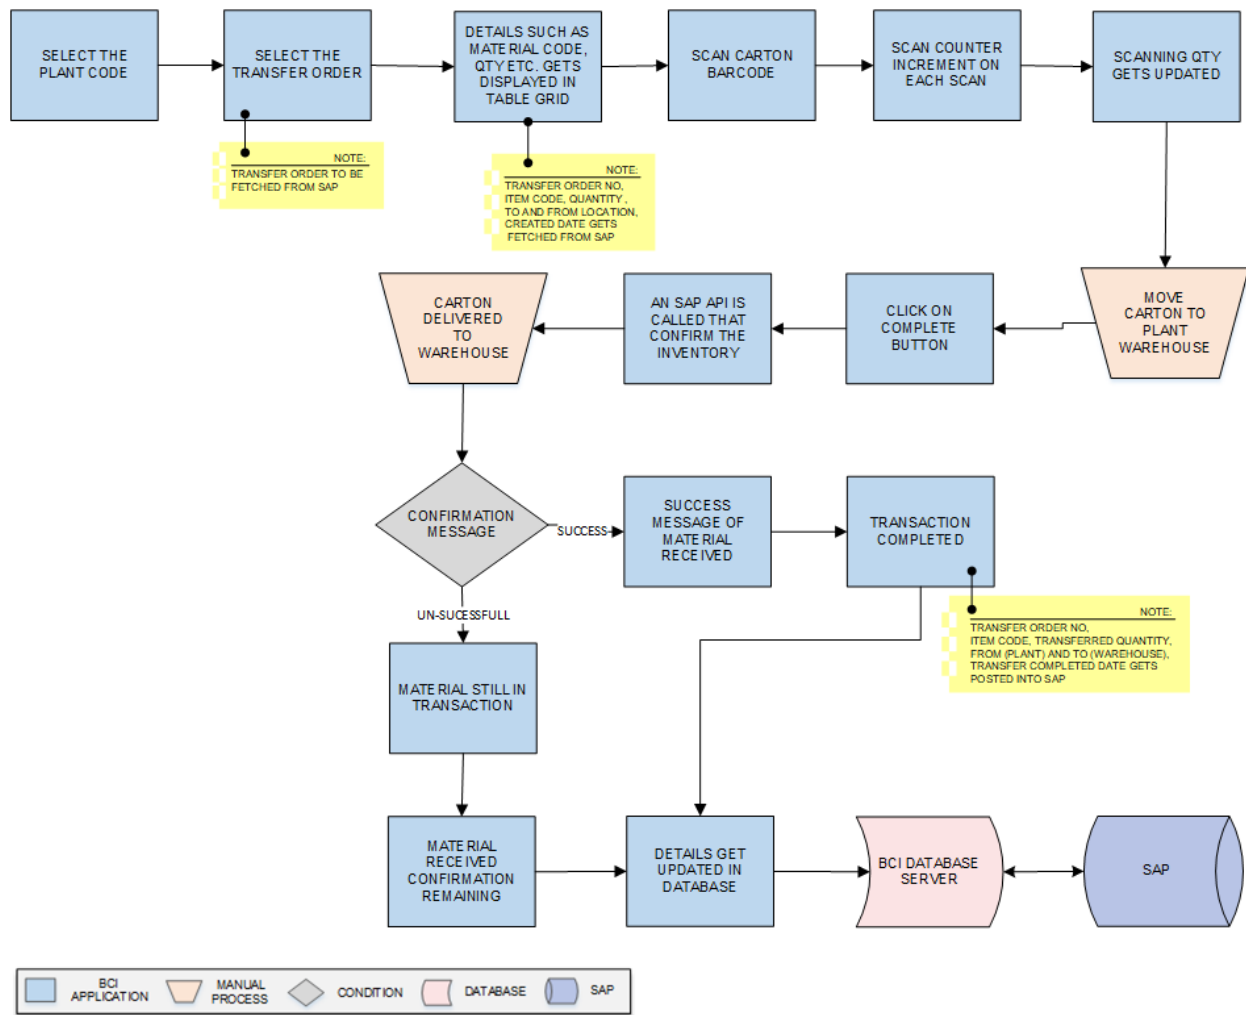 SELECT THE
PLANT CODE
SELECT THE
TRANSFER ORDER
DETAILS SUCH AS
MATERIAL CODE,
QTY ETC. GETS
DISPLAYED IN
TABLE GRID
SCAN CARTON
BARCODE
SCAN COUNTER
INCREMENT ON
EACH SCAN
SCANNING QTY
GETS UPDATED
NOTE:
TRANSFER ORDER TO BE
FETCHED FROM SAP
NOTE:
TRANSFER ORDER NO,
ITEM CODE, QUANTITY ,
TO AND FROM LOCATION,
CREATED DATE GETS
FETCHED FROM SAP
MOVE
CARTON TO
PLANT
WAREHOUSE
CLICK ON
COMPLETE
BUTTON
AN SAP API IS
CALLED THAT
CONFIRM THE
INVENTORY
CARTON
DELIVERED
TO
WAREHOUSE
CONFIRMATION
MESSAGE
SUCCESS
SUCCESS
MESSAGE OF
MATERIAL
RECEIVED
TRANSACTION
COMPLETED
NOTE:
TRANSFER ORDER NO,
ITEM CODE, TRANSFERRED QUANTITY,
FROM (PLANT) AND TO (WAREHOUSE),
TRANSFER COMPLETED DATE GETS
POSTED INTO SAP
UN-SUCESSFULL
MATERIAL STILL IN
TRANSACTION
MATERIAL
RECEIVED
CONFIRMATION
REMAINING
DETAILS GET
UPDATED IN
DATABASE
BCI DATABASE
SERVER
SAP
BCI
APPLICATION
MANUAL
PROCESS
CONDITION
DATABASE
SAP